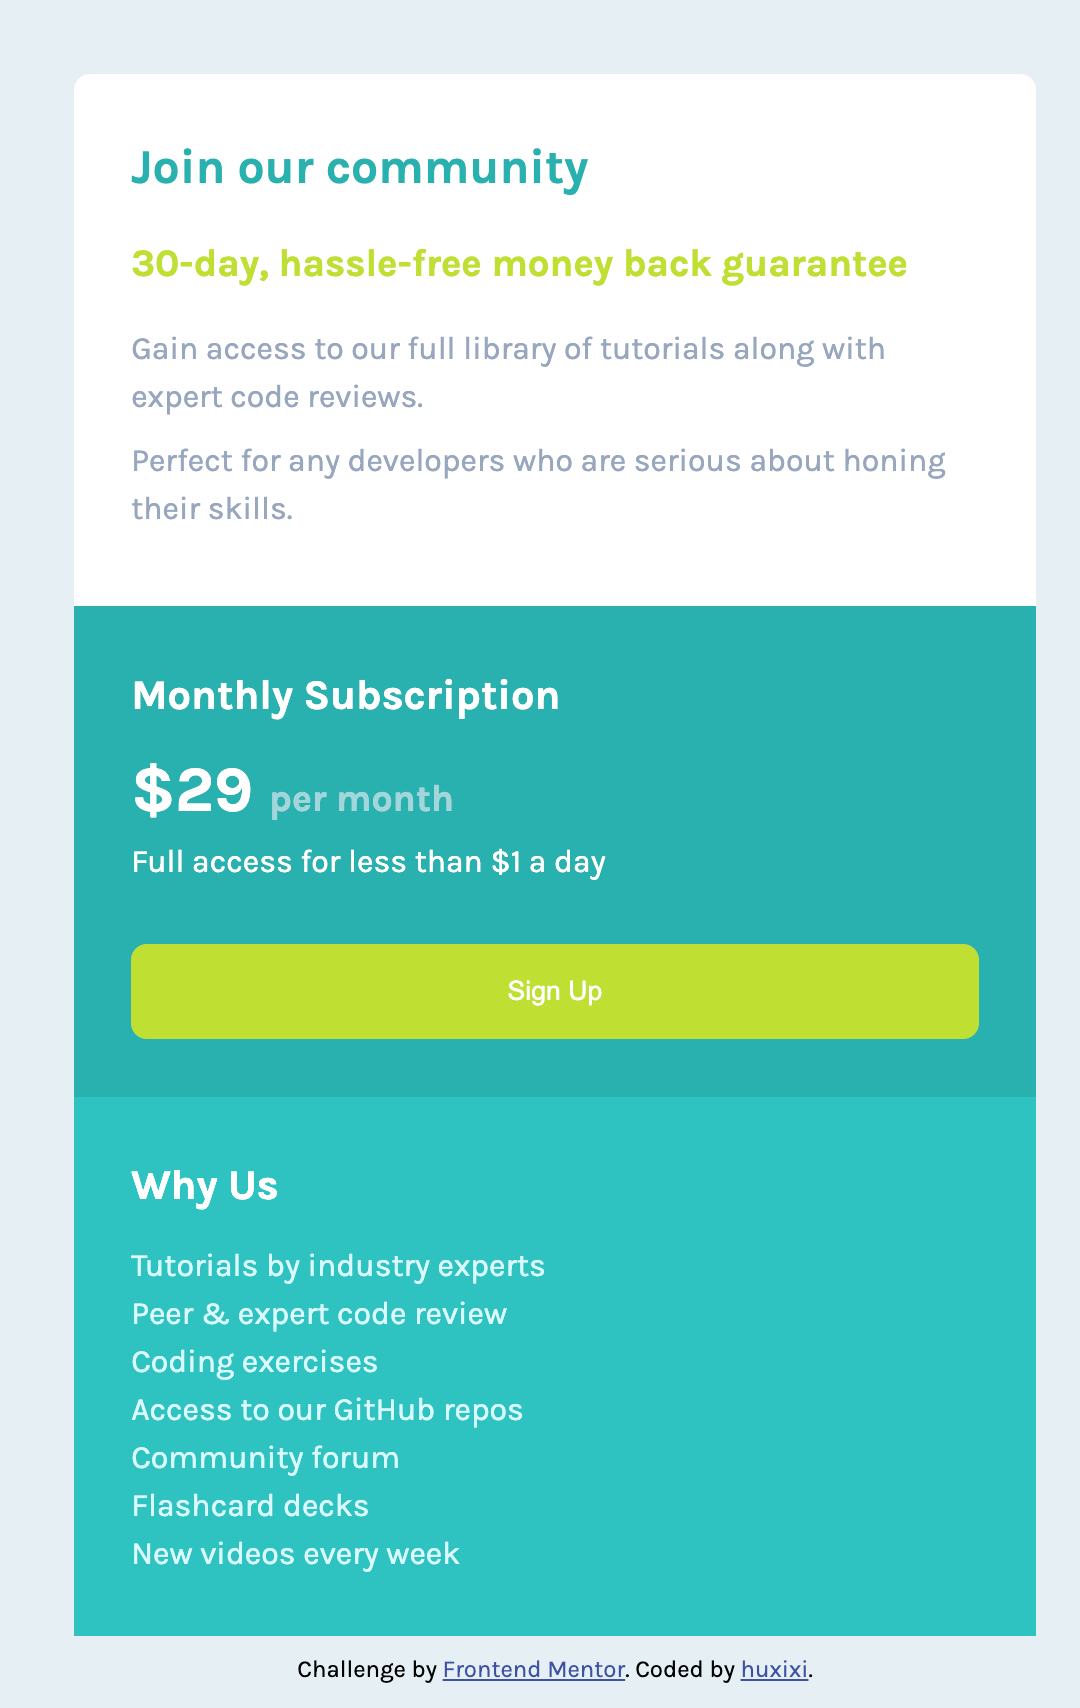 Join our community
30-day, hassle-free money back guarantee
Gain access to our full library of tutorials along with
expert code reviews.
Perfect for any developers who are serious about honing
their skills.
Monthly Subscription
$29 per month
Full access for less than $1 a day
Sign Up
Why Us
Tutorials by industry experts
Peer & expert code review
Coding exercises
Access to our GitHub repos
Community forum
Flashcard decks
New videos every week
Challenge by Frontend Mentor. Coded by huxixi.